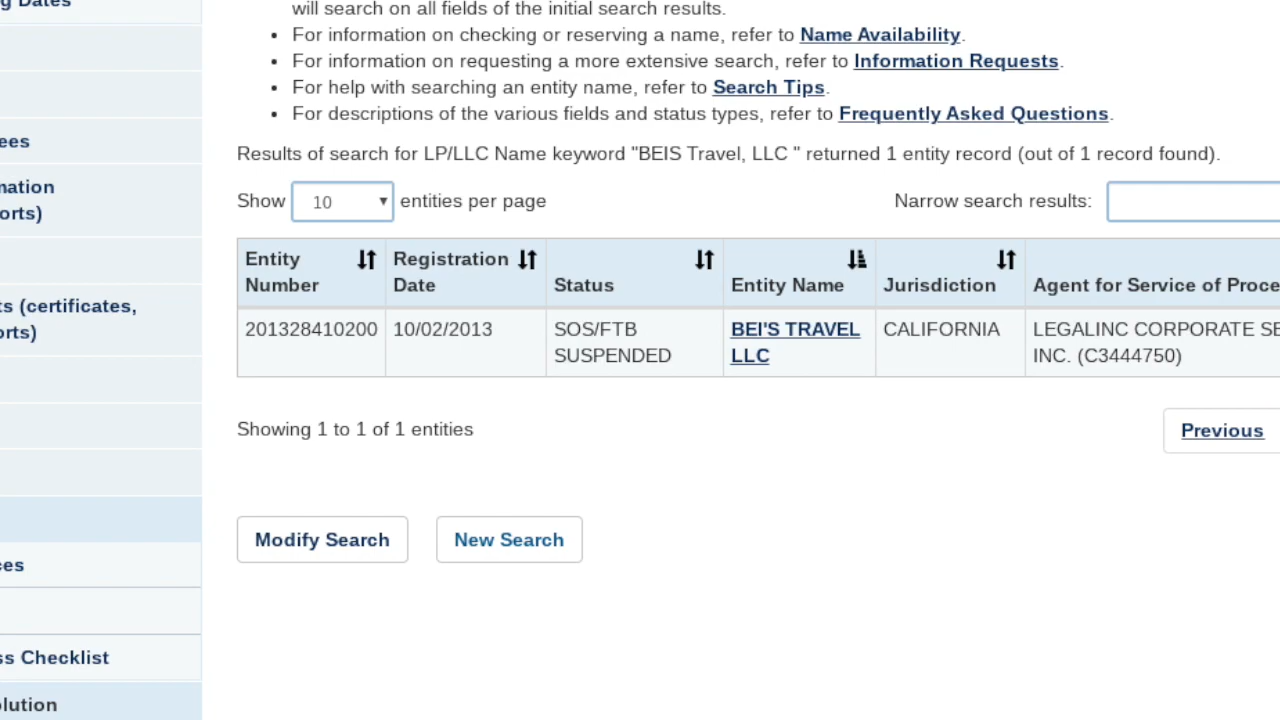 g Dates
will search on all fields of the initial search results.
• For information on checking or reserving a name, refer to Name Availability.
• For information on requesting a more extensive search, refer to Information Requests.
• For help with searching an entity name, refer to Search Tips.
• For descriptions of the various fields and status types, refer to Frequently Asked Questions.
ees
mation
orts)
ts (certificates,
orts)
ces
ss Checklist
olution
Results of search for LP/LLC Name keyword "BEIS Travel, LLC " returned 1 entity record (out of 1 record found).
Show 10 entities per page
Narrow search results:
Entity Number
Registration Date
Status
Entity Name
Jurisdiction
Agent for Service of Proce
201328410200
10/02/2013
SOS/FTB
SUSPENDED
BEI'S TRAVEL
LLC
CALIFORNIA
LEGALINC CORPORATE SE
INC. (C3444750)
Showing 1 to 1 of 1 entities
Previous
Modify Search
New Search